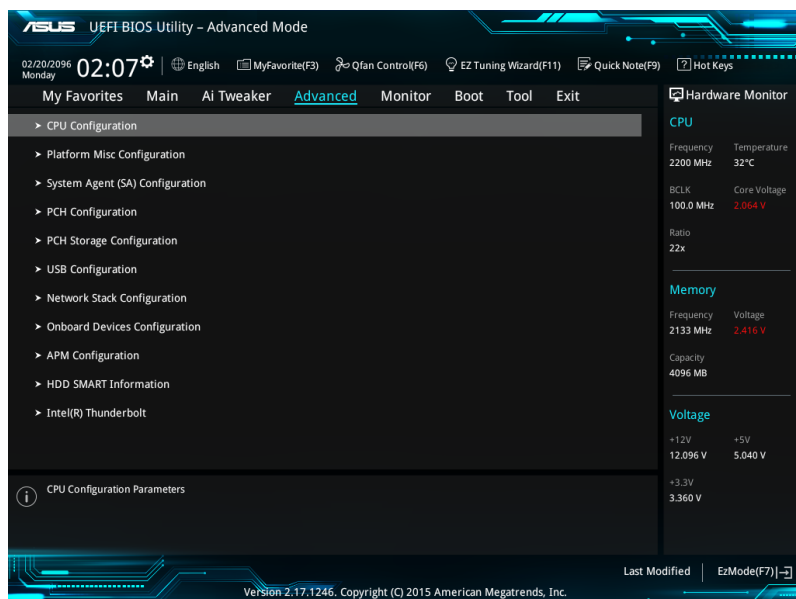 ASUS UEFI BIOS Utility – Advanced Mode
02/20/2096
Monday
02:07
English MyFavorite(F3) Qfan Control(F6) EZ Tuning Wizard(F11) Quick Note(F9) ? Hot Keys
My Favorites Main Ai Tweaker Advanced Monitor Boot Tool Exit
➤ CPU Configuration
➤ Platform Misc Configuration
➤ System Agent (SA) Configuration
➤ PCH Configuration
➤ PCH Storage Configuration
➤ USB Configuration
➤ Network Stack Configuration
➤ Onboard Devices Configuration
➤ APM Configuration
➤ HDD SMART Information
➤ Intel(R) Thunderbolt
CPU Configuration Parameters
Hardware Monitor
CPU
Frequency Temperature
2200 MHz 32°C
BCLK Core Voltage
100.0 MHz 2.064 V
Ratio
22x
Memory
Frequency Voltage
2133 MHz 2.416 V
Capacity
4096 MB
Voltage
+12V +5V
12.096 V 5.040 V
+3.3V
3.360 V
Last Modified EzMode(F7)
Version 2.17.1246. Copyright (C) 2015 American Megatrends, Inc.